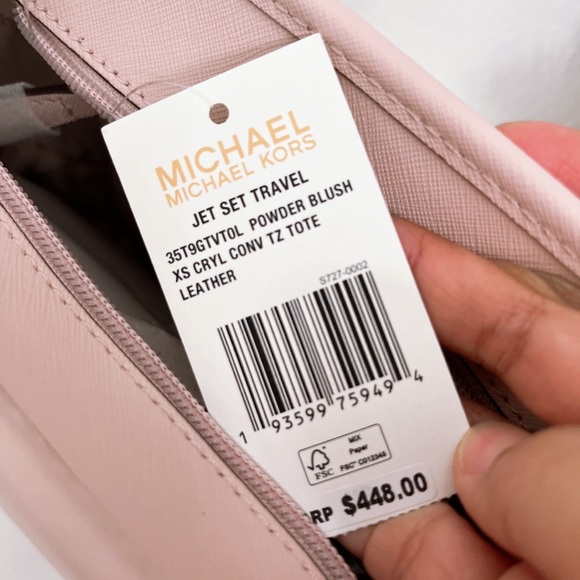 MICHAEL
MICHAEL KORS
JET SET TRAVEL
35T9GTVT0L POWDER BLUSH
XS CRYL CONV TZ TOTE
LEATHER
S727-0002
1 93599 75949 4
FSC
MIX
Paper
FSC® C012345
RP $448.00